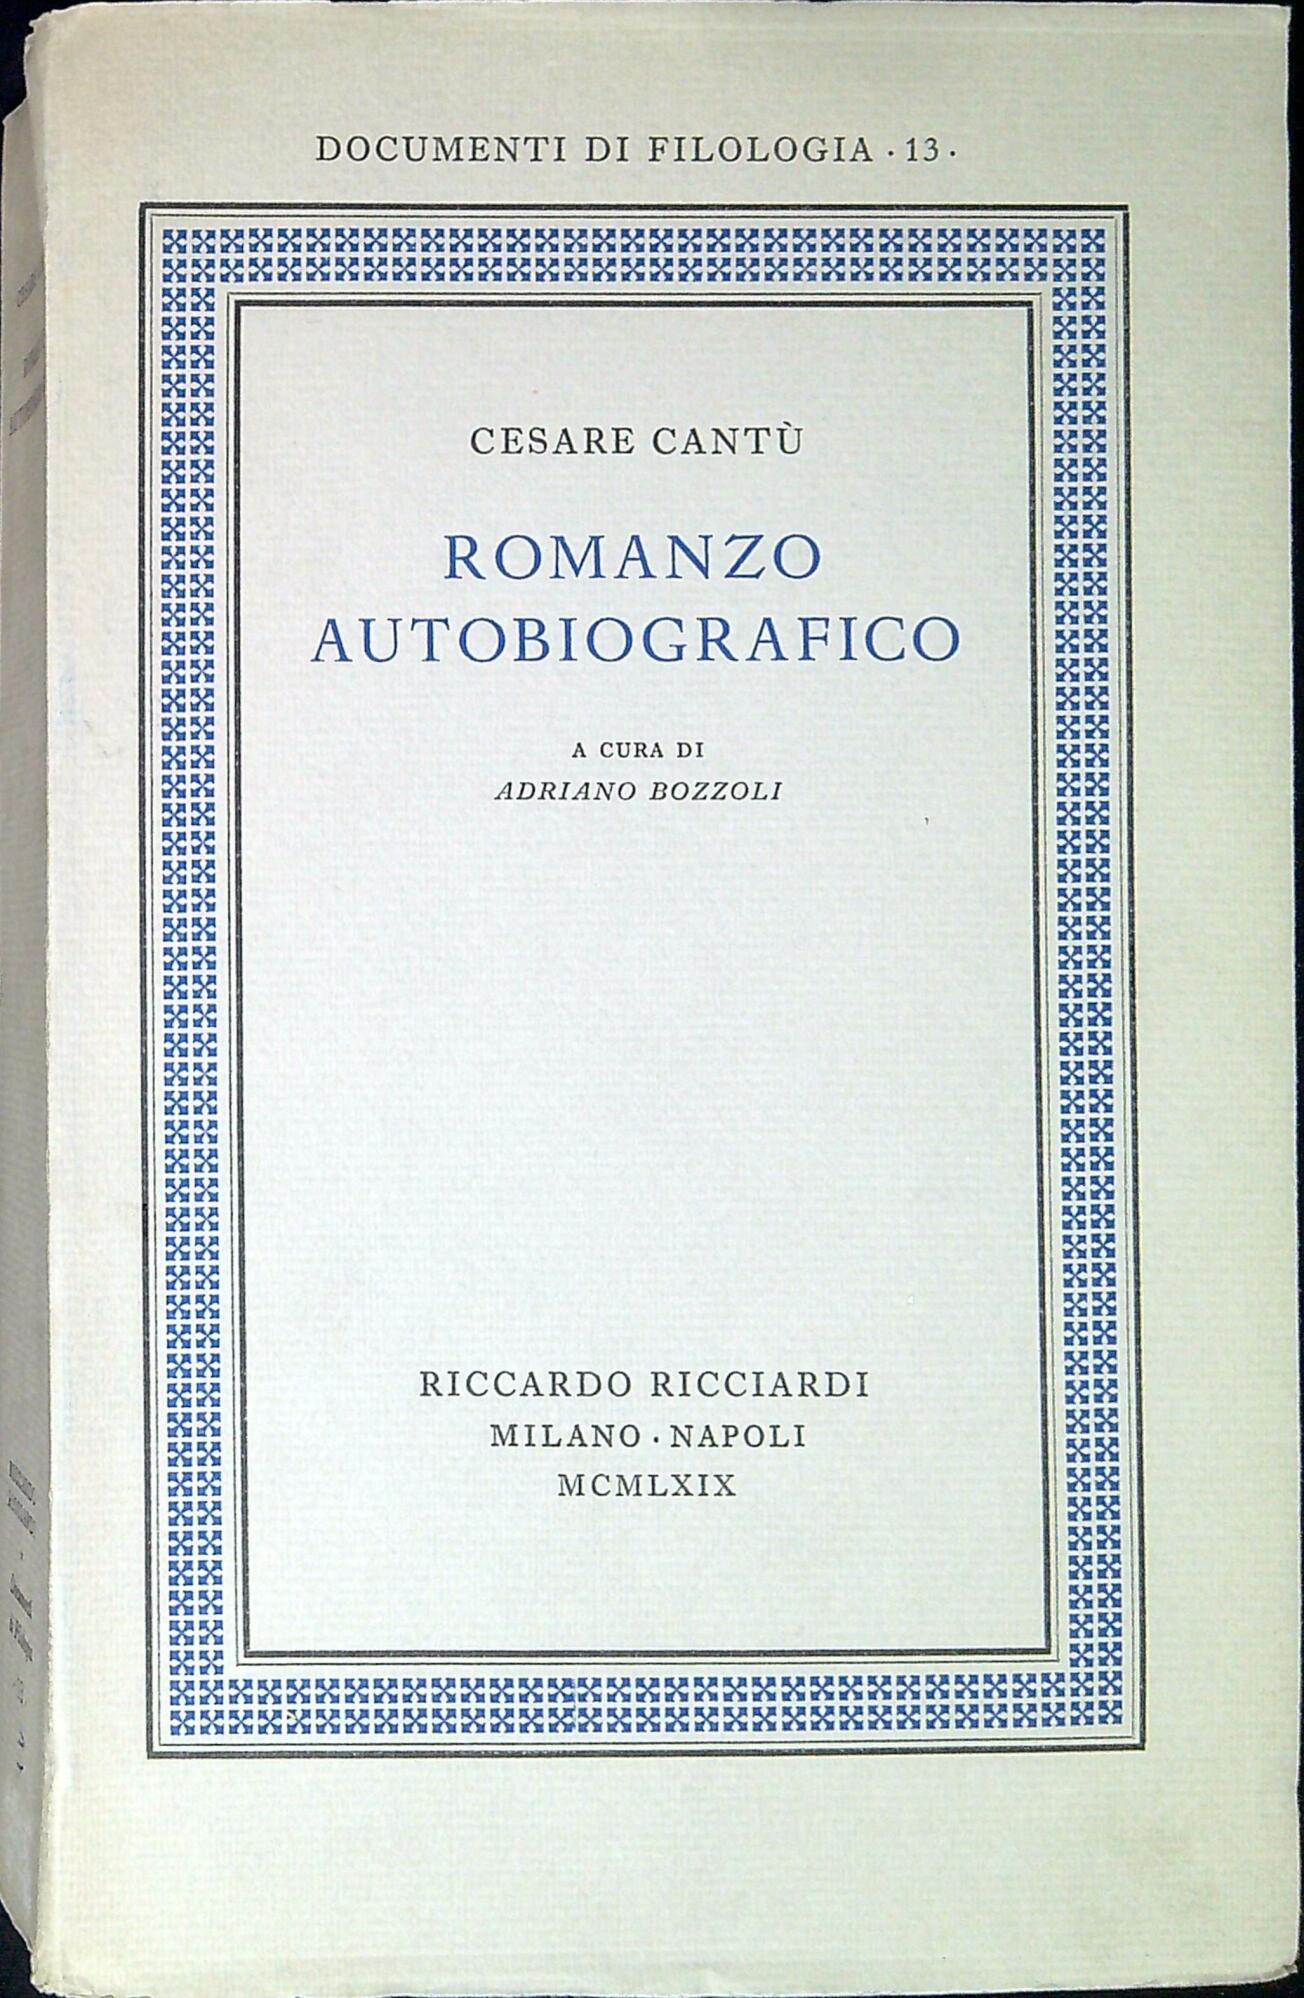 DOCUMENTI DI FILOLOGIA · 13 ·
CESARE CANTÙ
ROMANZO
AUTOBIOGRAFICO
A CURA DI
ADRIANO BOZZOLI
RICCARDO RICCIARDI
MILANO · NAPOLI
MCMLXIX